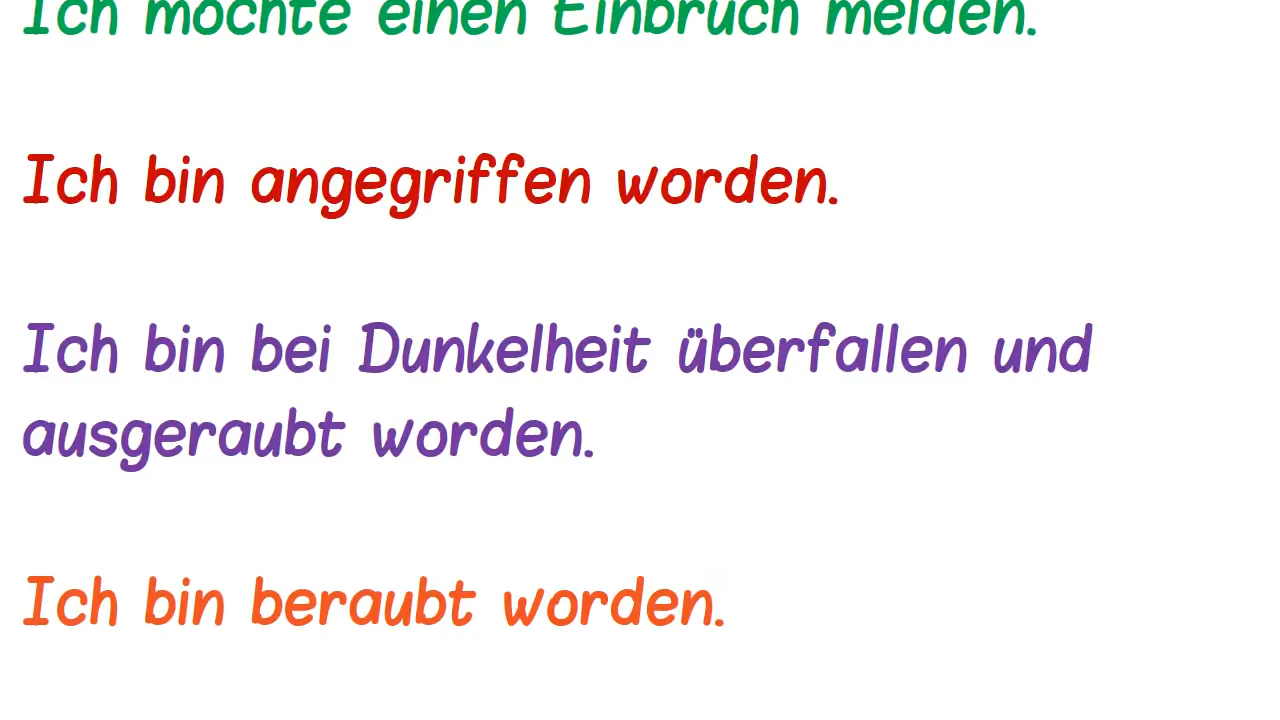 Ich möchte einen Einbruch melden.
Ich bin angegriffen worden.
Ich bin bei Dunkelheit überfallen und
ausgeraubt worden.
Ich bin beraubt worden.